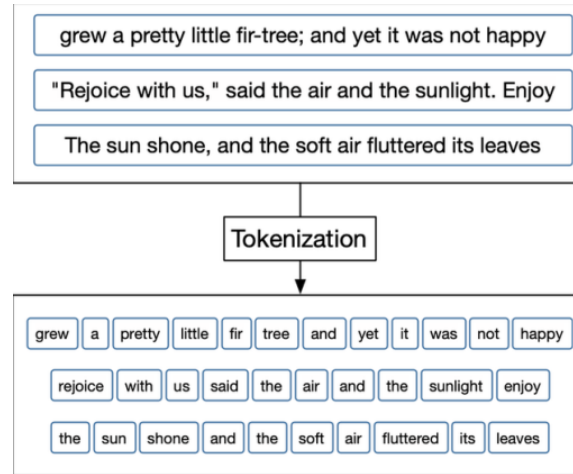 grew a pretty little fir-tree; and yet it was not happy
"Rejoice with us," said the air and the sunlight. Enjoy
The sun shone, and the soft air fluttered its leaves
Tokenization
grew a pretty little fir tree and yet it was not happy
rejoice with us said the air and the sunlight enjoy
the sun shone and the soft air fluttered its leaves